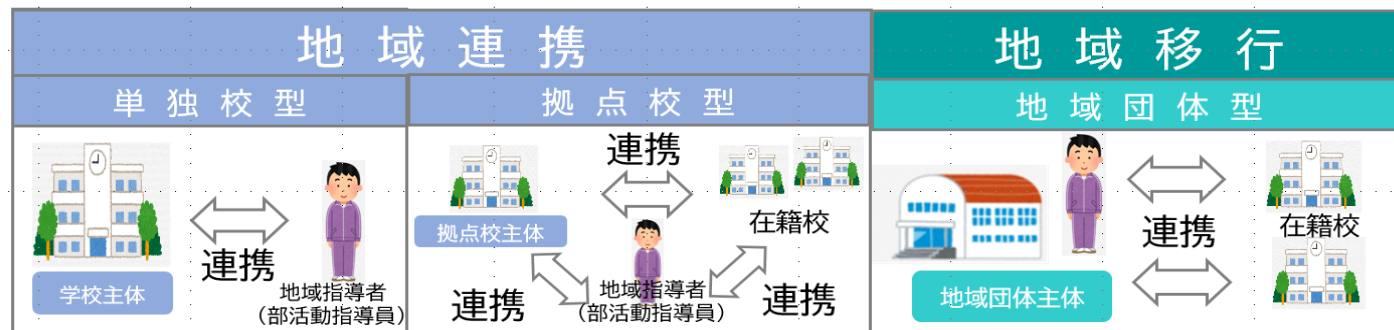 地域連携
地域移行
単独校型
拠点校型
地域団体型
連携
学校主体
地域指導者
(部活動指導員)
連携
拠点校主体
在籍校
連携
地域指導者
(部活動指導員)
連携
連携
在籍校
地域団体主体